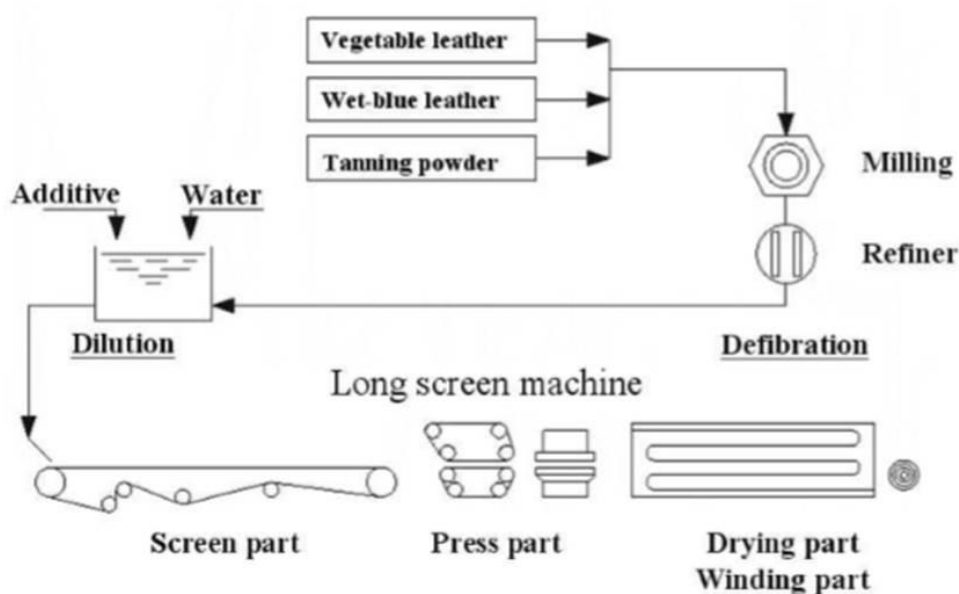 Vegetable leather
Wet-blue leather
Tanning powder
Milling
Additive
Water
Refiner
Dilution
Defibration
Long screen machine
Screen part
Press part
Drying part
Winding part